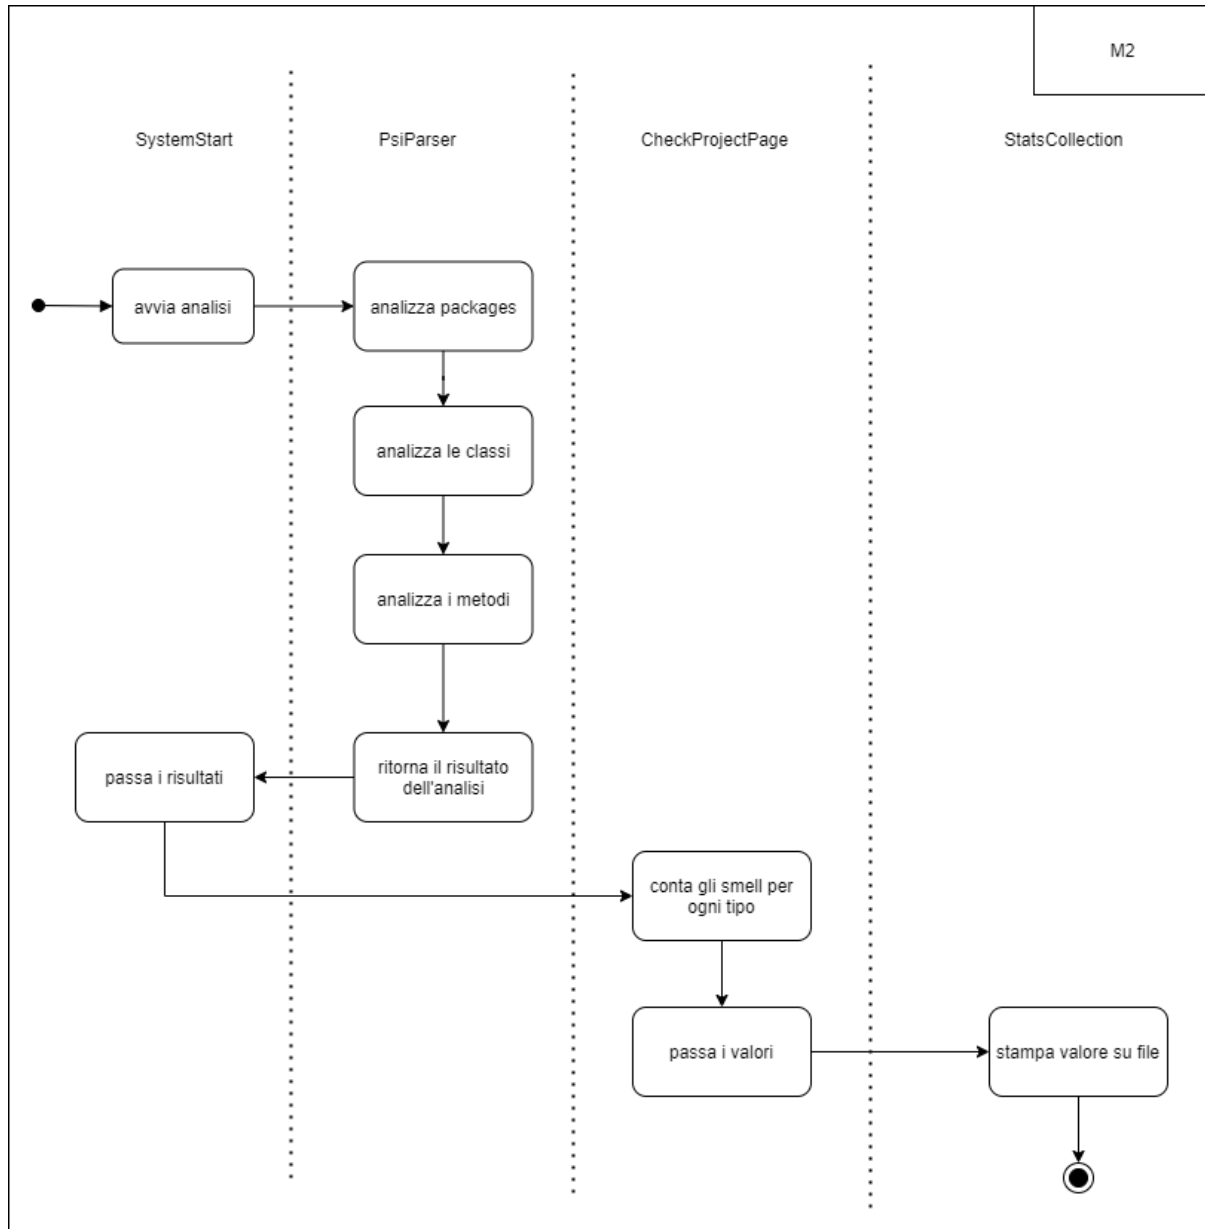 M2
SystemStart
PsiParser
CheckProjectPage
StatsCollection
avvia analisi
analizza packages
analizza le classi
analizza i metodi
passa i risultati
ritorna il risultato
dell'analisi
conta gli smell per
ogni tipo
passa i valori
stampa valore su file